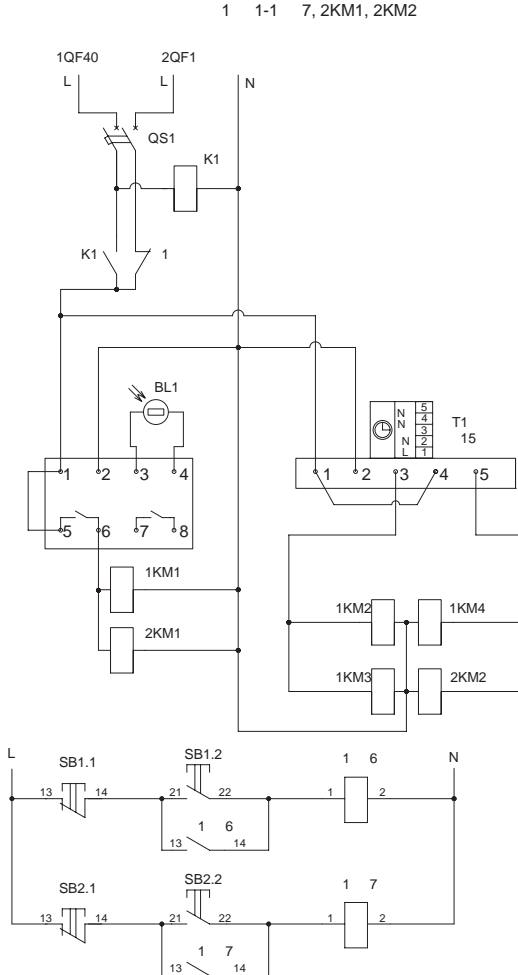 1 1-1 7, 2KM1, 2KM2
1QF40 2QF1
L L N
QS1
K1
K1 1
BL1
N N N L
5
4
3
2
1
T1
15
1 2 3 4
1 2 3 4 5
5 6 7 8
1KM1
2KM1
1KM2 1KM4
1KM3 2KM2
L N
SB1.1 SB1.2 1 6
13 14 21 22 1 2
1 6
13 14
SB2.1 SB2.2 1 7
13 14 21 22 1 2
1 7
13 14